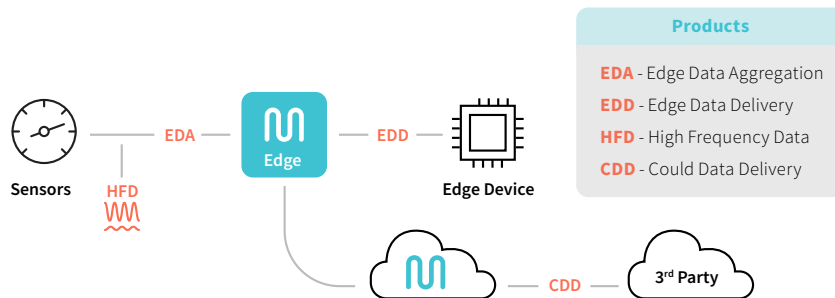 Products
EDA - Edge Data Aggregation
EDD - Edge Data Delivery
HFD - High Frequency Data
CDD - Could Data Delivery
Sensors
EDA
HFD
Edge
EDD
Edge Device
CDD
3rd Party